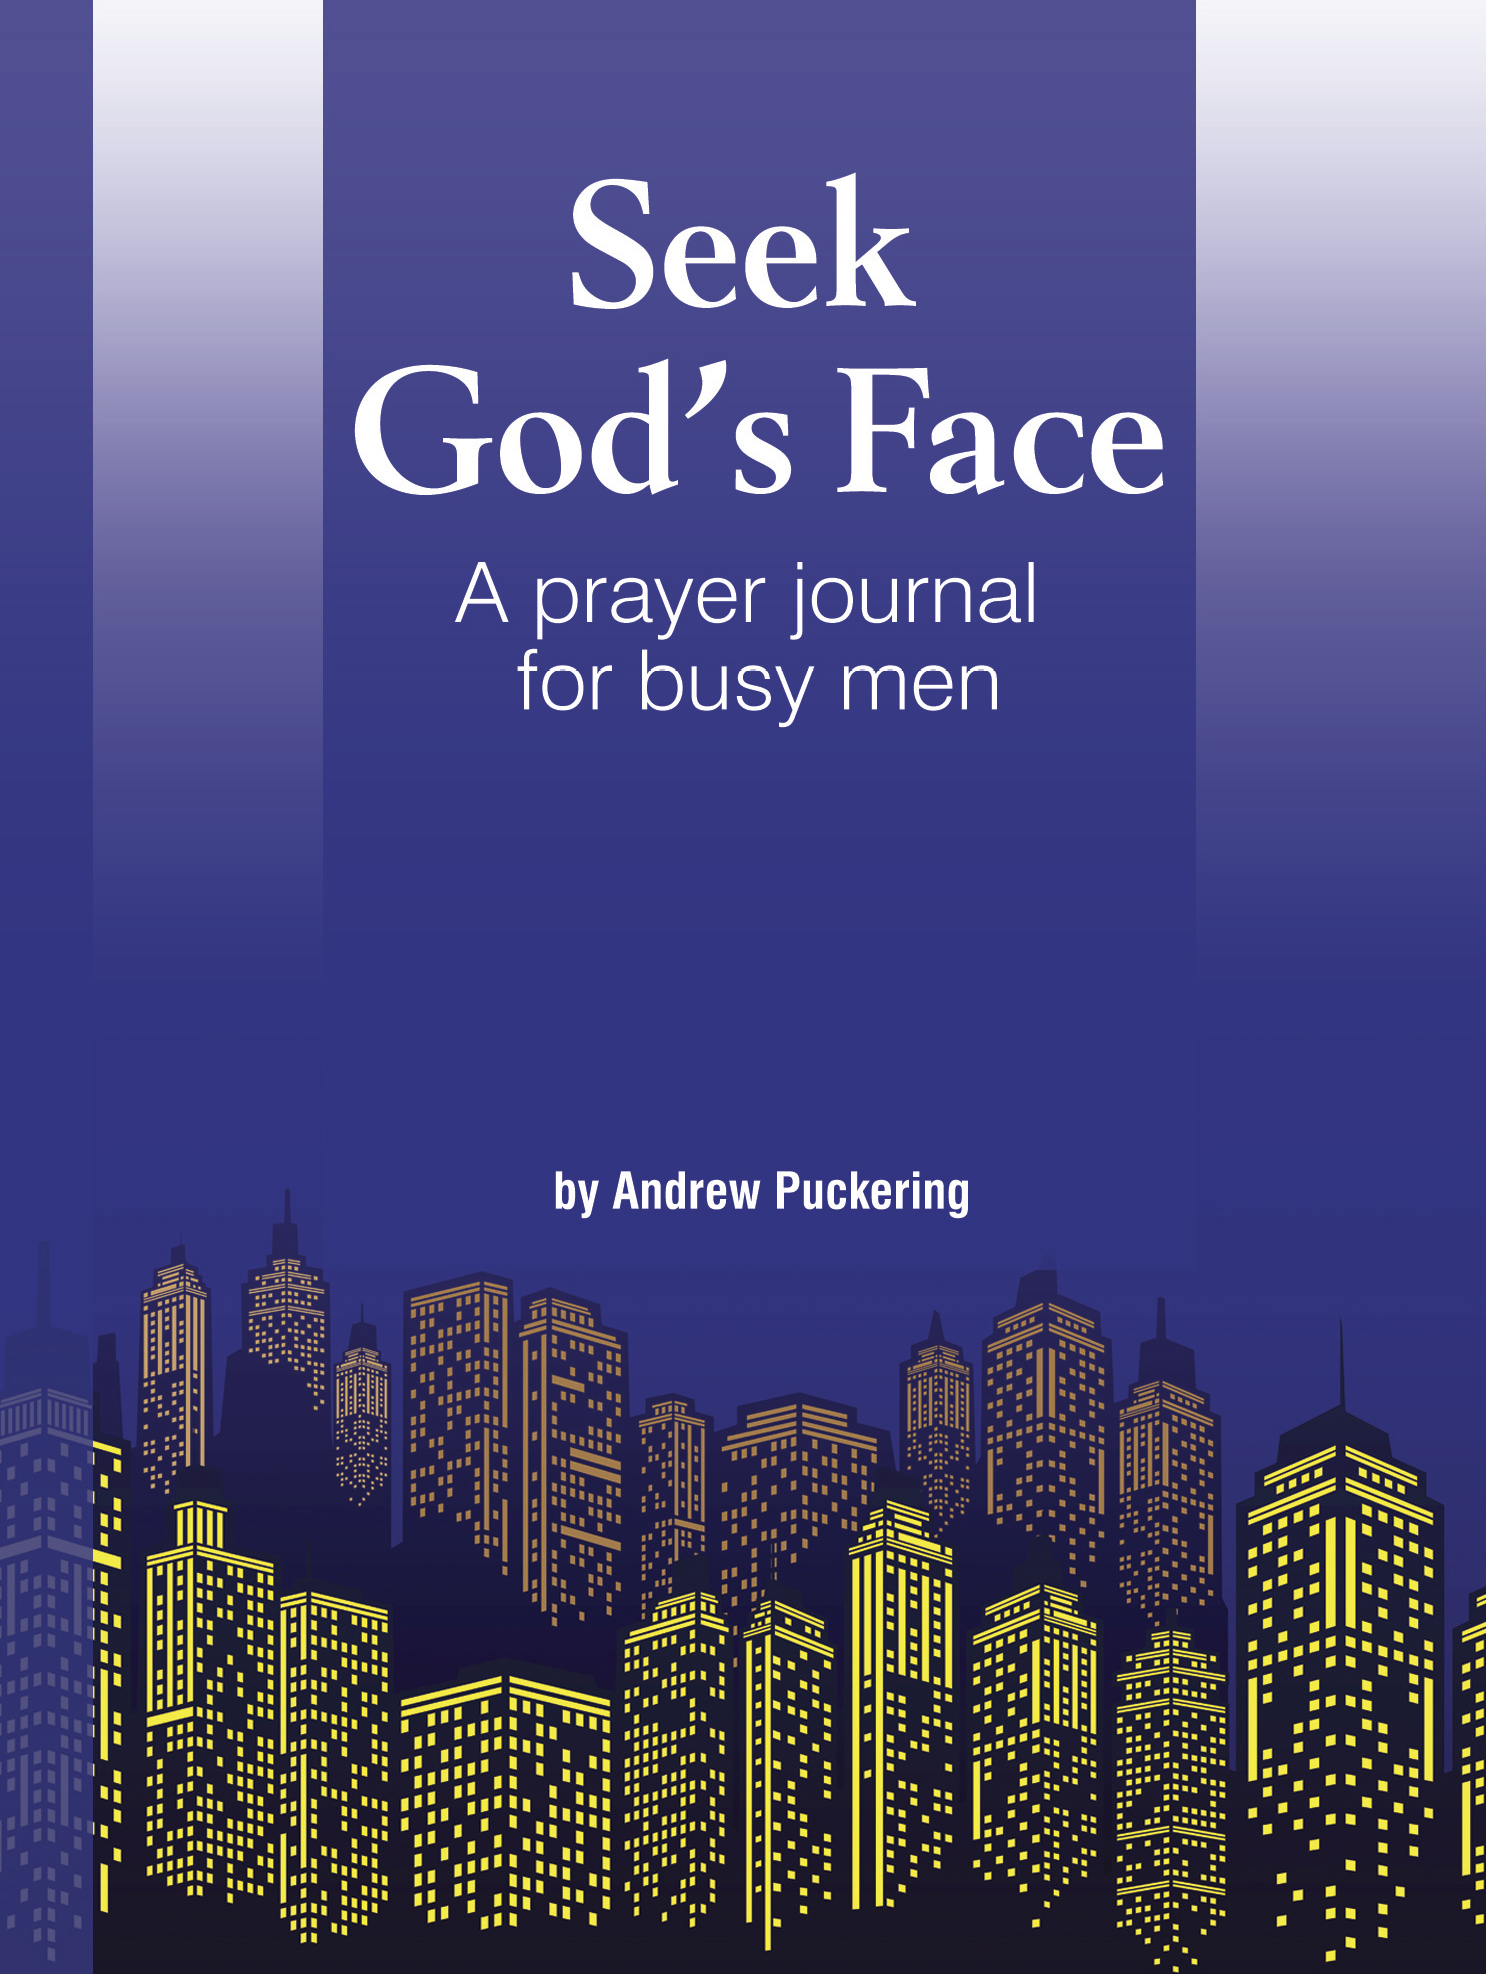 Seek
God’s Face
A prayer journal
for busy men
by Andrew Puckering